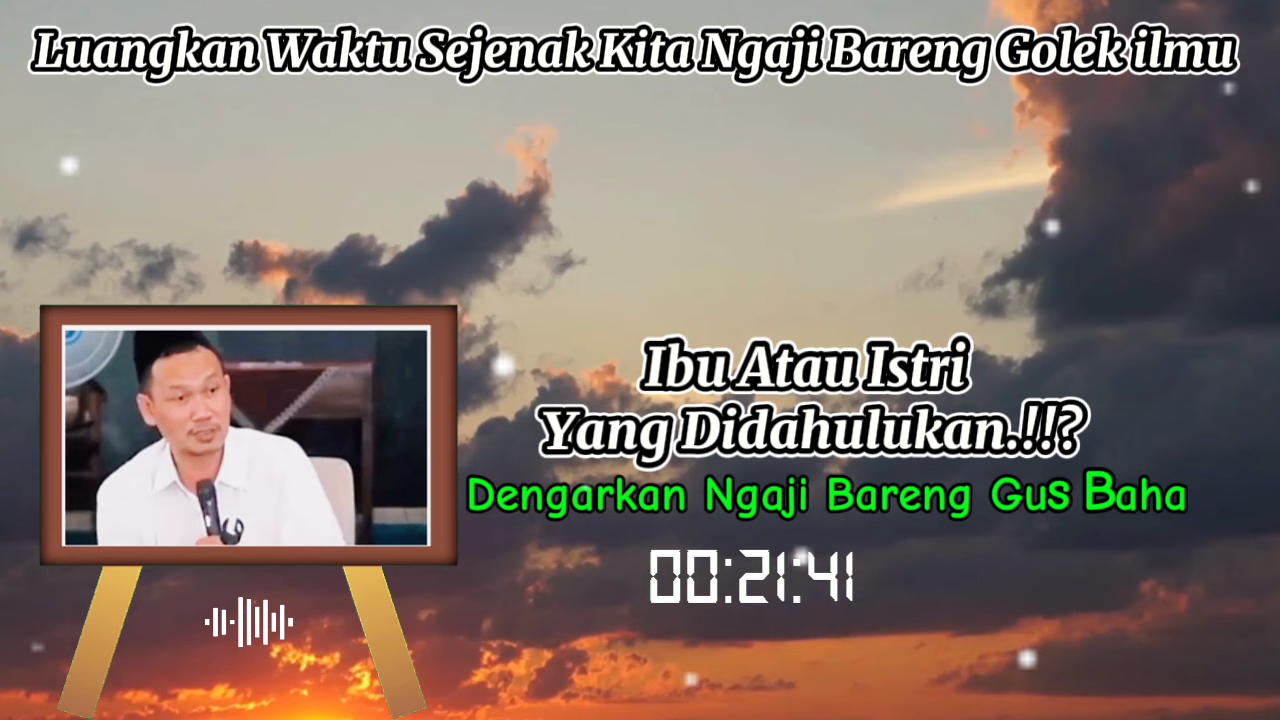 Luangkan Waktu Sejenak Kita Ngaji Bareng Golek ilmu
Ibu Atau Istri
Yang Didahulukan.!!!?
Dengarkan Ngaji Bareng Gus Baha
00:21:41